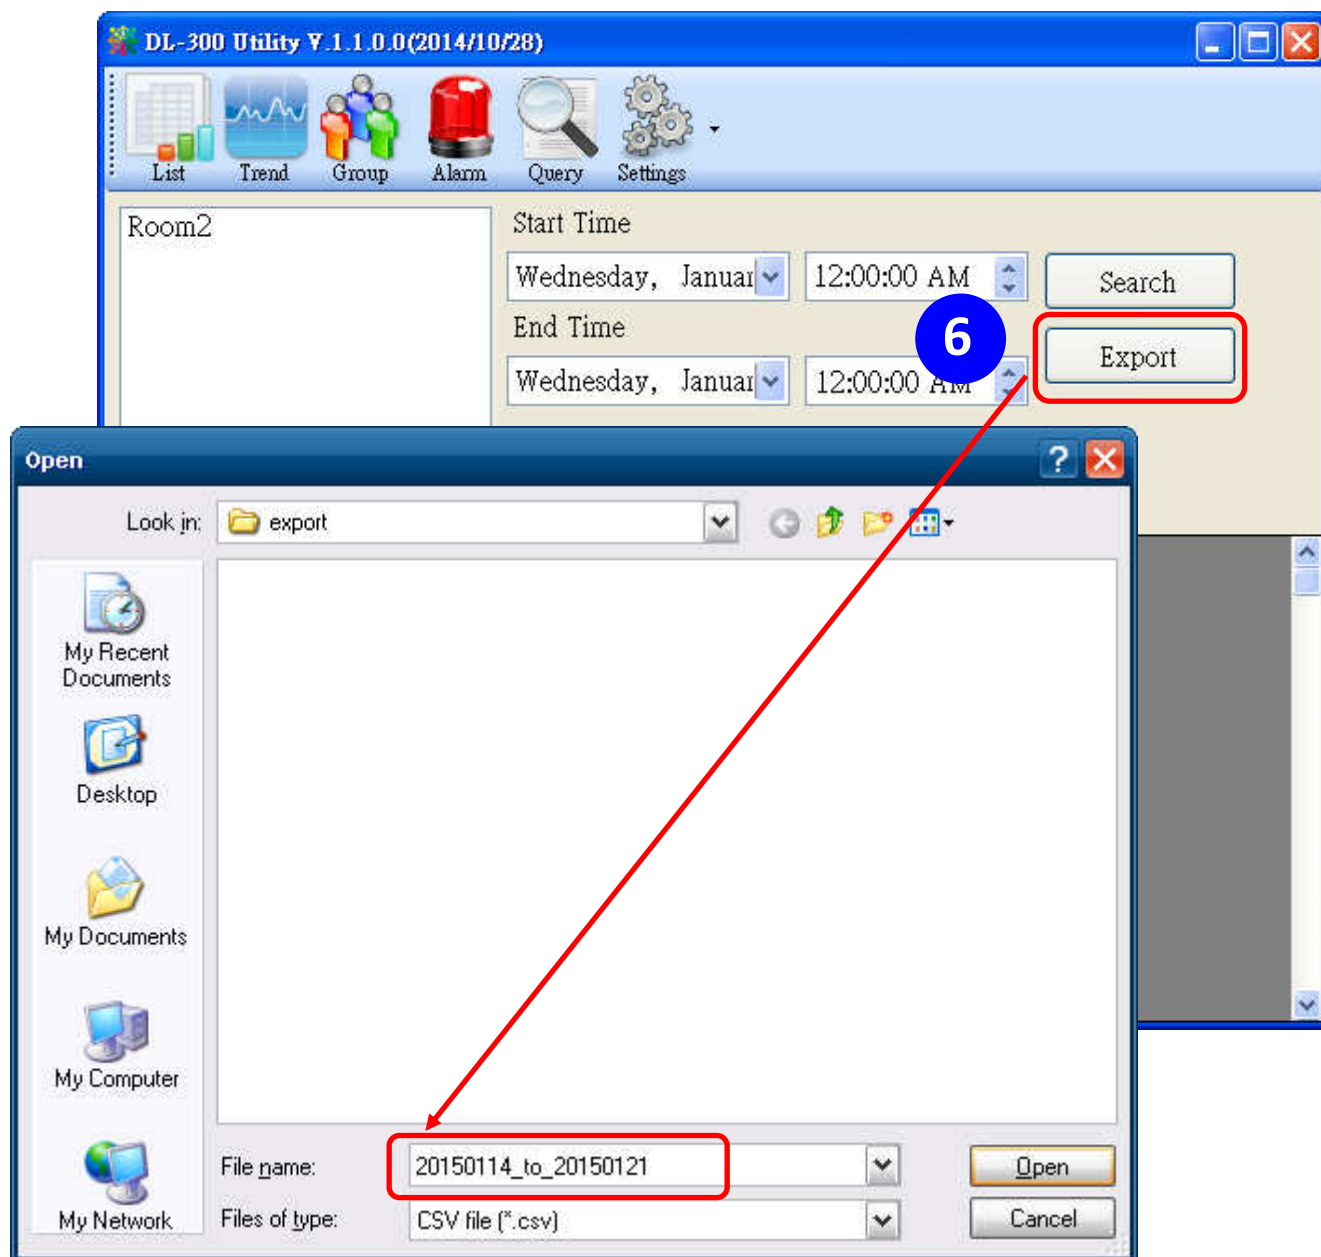 DL-300 Utility V.1.1.0.0(2014/10/28)
List Trend Group Alarm Query Settings
Room2
Start Time
Wednesday, Januar 12:00:00 AM Search
End Time
6
Wednesday, Januar 12:00:00 AM Export
Open
Look in: export
My Recent
Documents
Desktop
My Documents
My Computer
My Network
File name: 20150114_to_20150121 Open
Files of type: CSV file (*.csv) Cancel